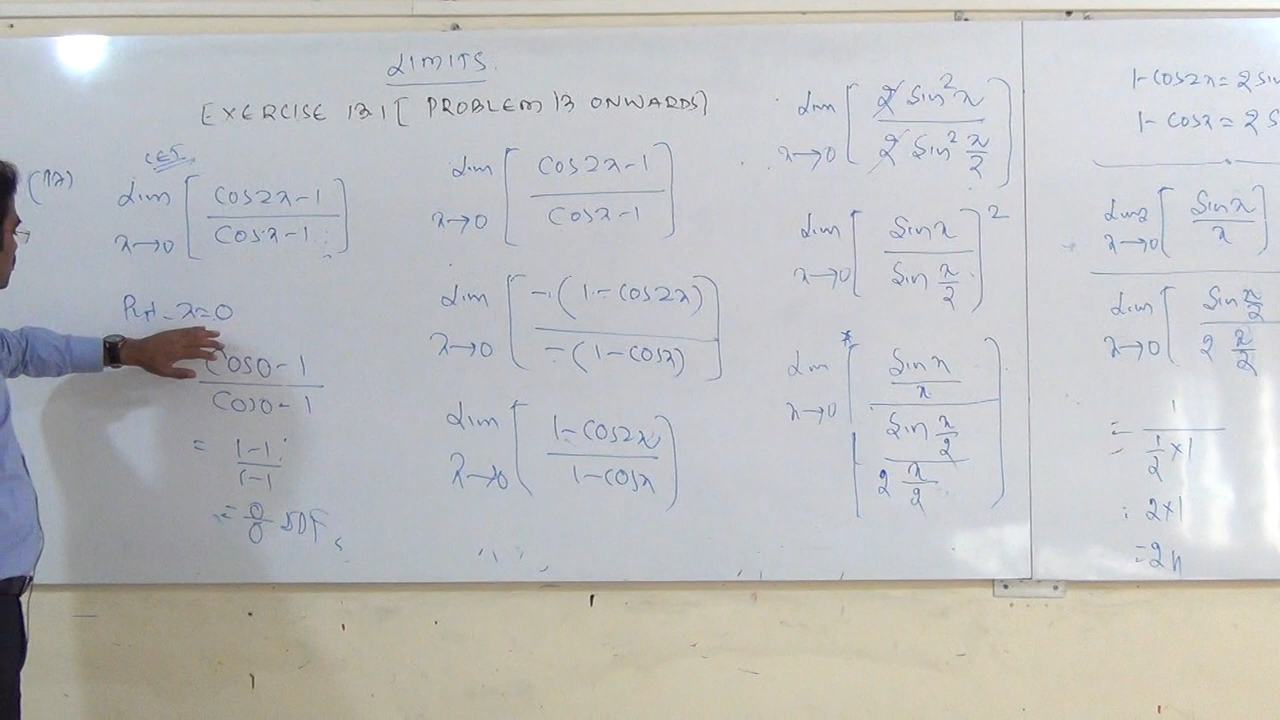 LIMITS
EXERCISE 13.1 [ PROBLEM 13 ONWARDS]
(17)
lim x→0 [ (cos2x-1) / (cosx-1) ]
Put x=0
(cos0-1) / (cos0-1)
= (1-1) / (1-1)
= 0/0 IDF,
lim x→0 [ (cos2x-1) / (cosx-1) ]
lim x→0 [ -(1-cos2x) / -(1-cosx) ]
lim x→0 [ (1-cos2x) / (1-cosx) ]
lim x→0 [ 2 sin²x / 2 sin² x/2 ]
lim x→0 [ sinx / sin x/2 ]²
lim x→0 [ (sinx / x) / (sin x/2 / 2 x/2) ]
1-cos2x = 2 sin
1-cosx = 2 S
lim x→0 [ sinx / x ]
lim x→0 [ sin x/2 / 2 x/2
= 1 / (1/2 ×1)
: 2×1
=2//